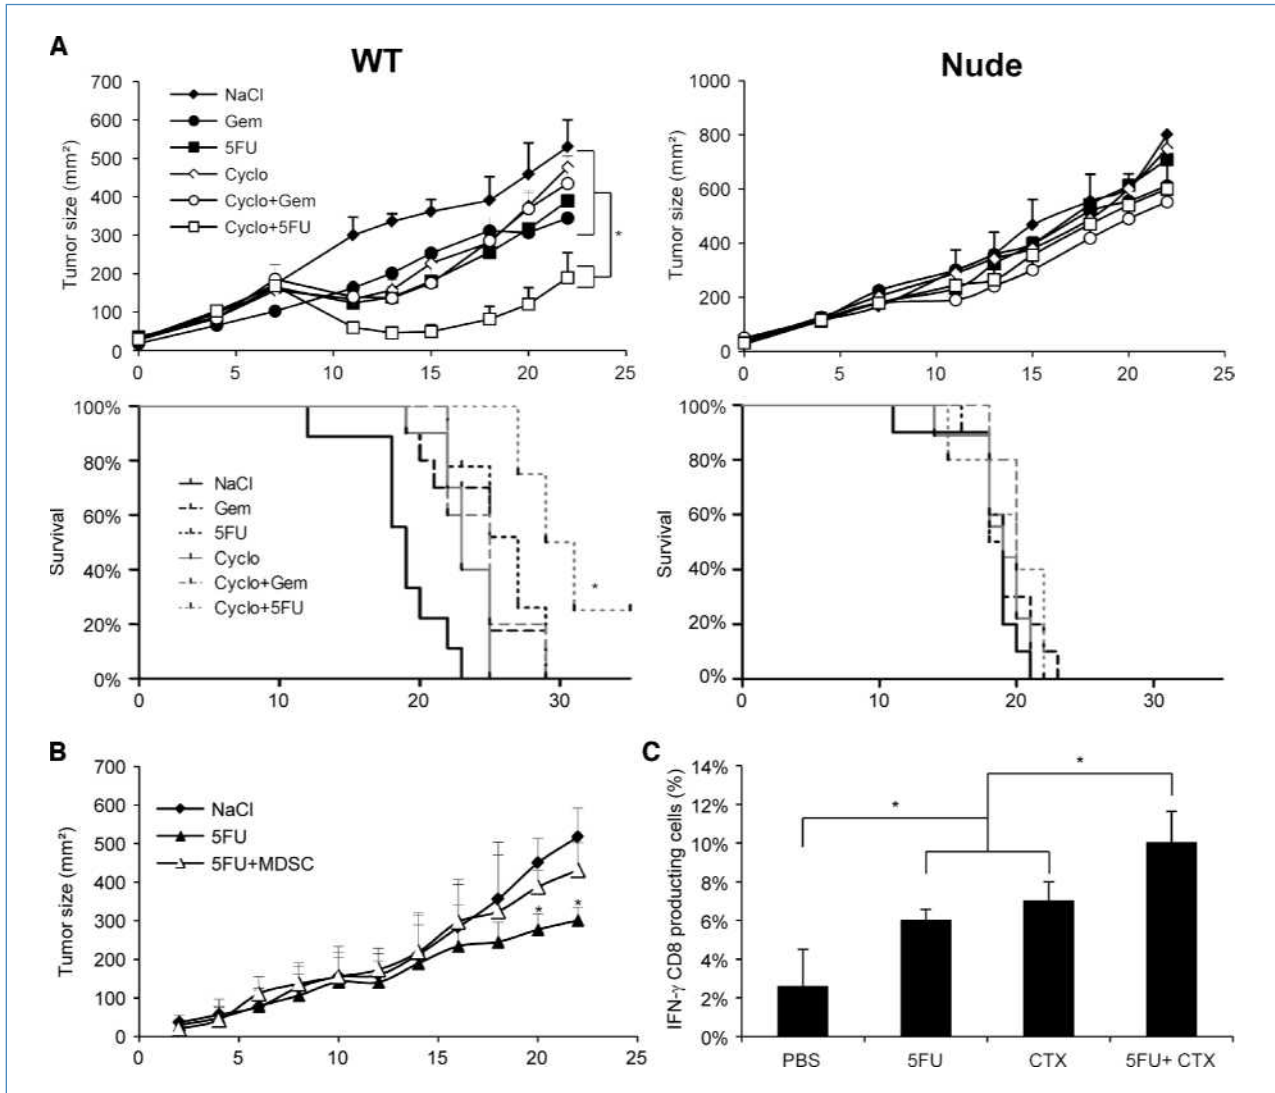 A
WT
Nude
700
600
500
400
300
200
100
0
Tumor size (mm²)
NaCl
Gem
5FU
Cyclo
Cyclo+Gem
Cyclo+5FU
*
0 5 10 15 20 25
1000
800
600
400
200
0
Tumor size (mm²)
0 5 10 15 20 25
100%
80%
60%
40%
20%
0%
Survival
NaCl
Gem
5FU
Cyclo
Cyclo+Gem
Cyclo+5FU
*
0 10 20 30
100%
80%
60%
40%
20%
0%
Survival
0 10 20 30
B
700
600
500
400
300
200
100
0
Tumor size (mm²)
NaCl
5FU
5FU+MDSC
* *
0 5 10 15 20 25
C
14%
12%
10%
8%
6%
4%
2%
0%
IFN-γ CD8 producting cells (%)
* *
PBS 5FU CTX 5FU+ CTX